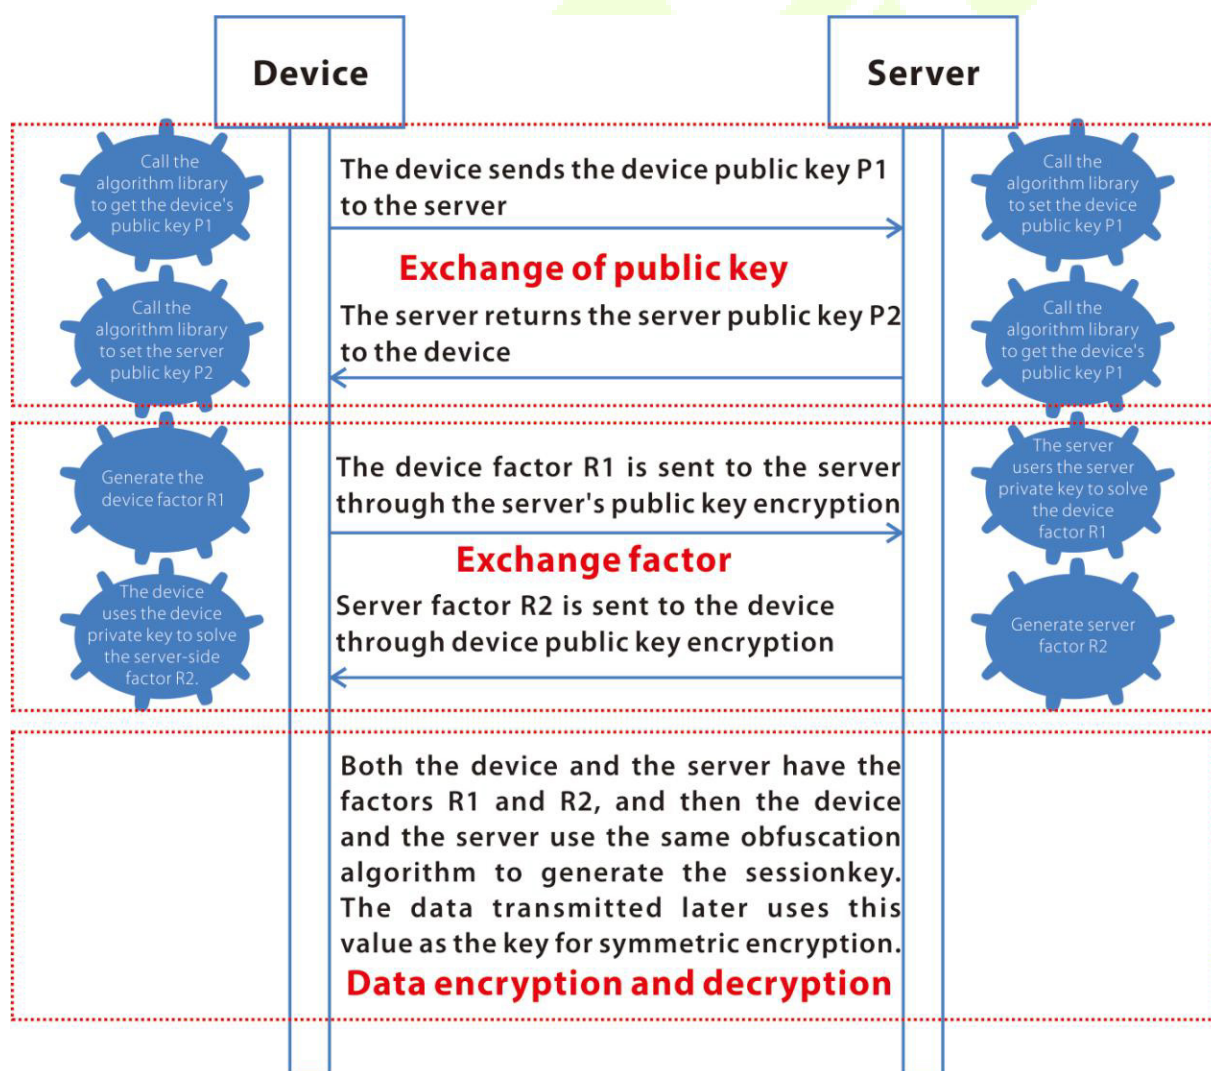 Device
Server
Call the
algorithm library
to get the device's
public key P1
The device sends the device public key P1
to the server
Call the
algorithm library
to set the device
public key P1
Exchange of public key
Call the
algorithm library
to set the server
public key P2
The server returns the server public key P2
to the device
Call the
algorithm library
to get the device's
public key P1
Generate the
device factor R1
The device factor R1 is sent to the server
through the server's public key encryption
The server
users the server
private key to solve
the device
factor R1
Exchange factor
The device
uses the device
private key to solve
the server-side
factor R2.
Server factor R2 is sent to the device
through device public key encryption
Generate server
factor R2
Both the device and the server have the
factors R1 and R2, and then the device
and the server use the same obfuscation
algorithm to generate the sessionkey.
The data transmitted later uses this
value as the key for symmetric encryption.
Data encryption and decryption